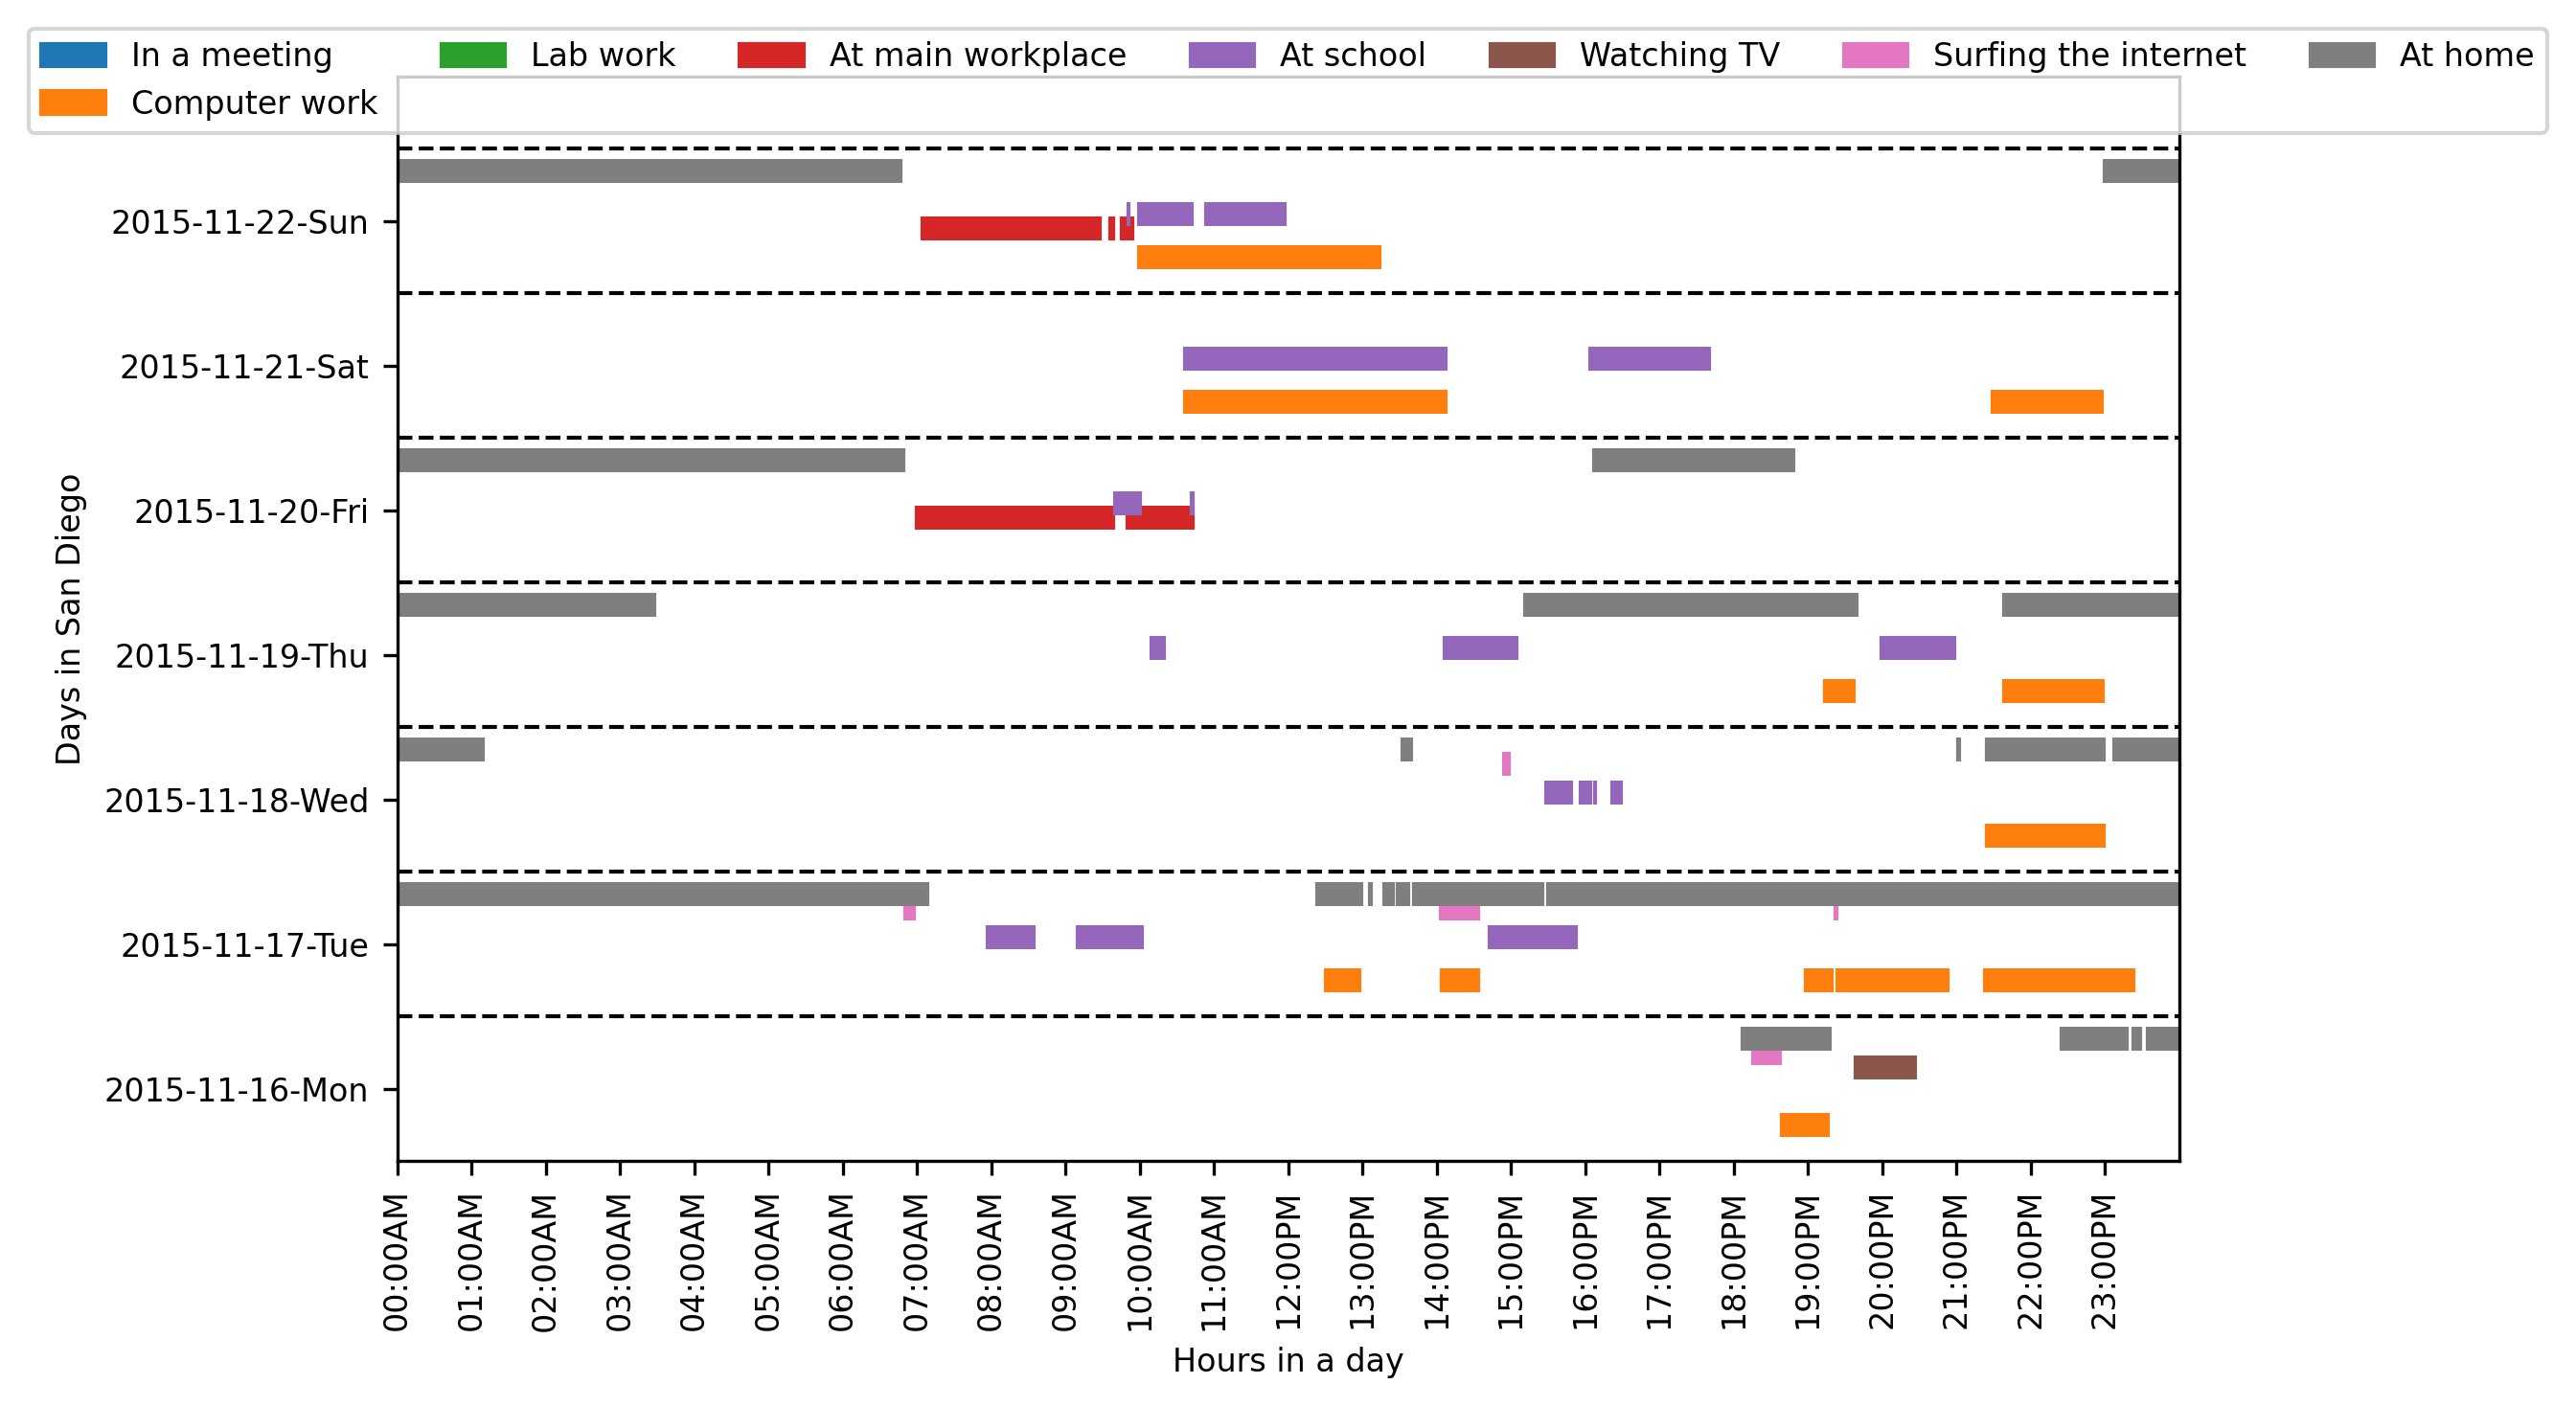 In a meeting Lab work At main workplace At school Watching TV Surfing the internet At home
Computer work
2015-11-22-Sun
2015-11-21-Sat
2015-11-20-Fri
2015-11-19-Thu
2015-11-18-Wed
2015-11-17-Tue
2015-11-16-Mon
Days in San Diego
00:00AM 01:00AM 02:00AM 03:00AM 04:00AM 05:00AM 06:00AM 07:00AM 08:00AM 09:00AM 10:00AM 11:00AM 12:00PM 13:00PM 14:00PM 15:00PM 16:00PM 17:00PM 18:00PM 19:00PM 20:00PM 21:00PM 22:00PM 23:00PM
Hours in a day